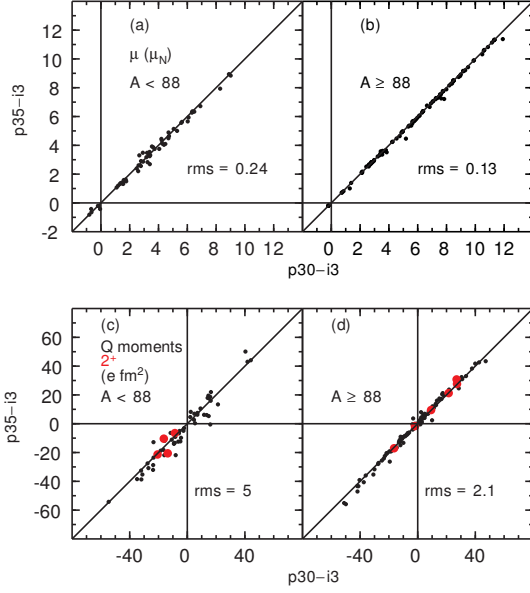 (a)
μ (μN)
A < 88
rms = 0.24
(b)
A ≥ 88
rms = 0.13
p35−i3
14
12
10
8
6
4
2
0
-2
0 2 4 6 8 10 12
0 2 4 6 8 10 12
p30−i3
(c)
Q moments
2+
(e fm2)
A < 88
rms = 5
(d)
A ≥ 88
rms = 2.1
p35−i3
60
40
20
0
-20
-40
-60
-40 0 40
-40 0 40
p30−i3